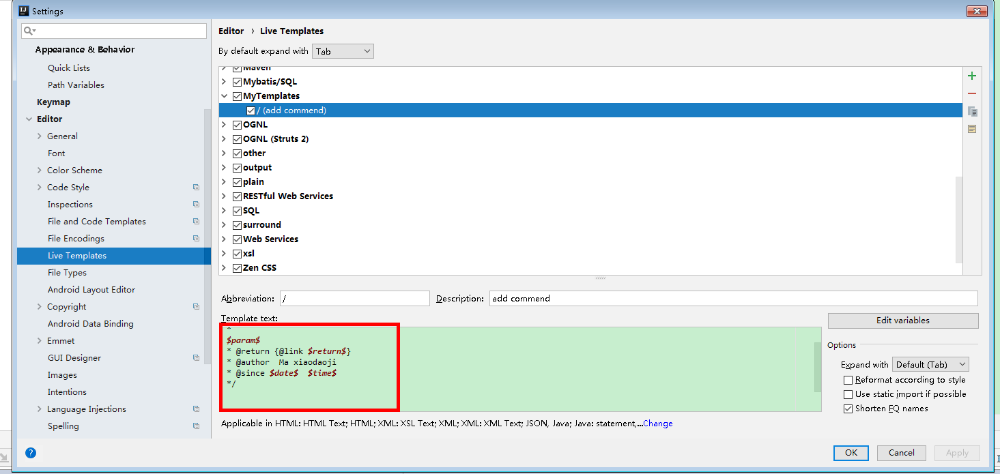 Settings
Appearance & Behavior
Quick Lists
Path Variables
Keymap
Editor
General
Font
Color Scheme
Code Style
Inspections
File and Code Templates
File Encodings
Live Templates
File Types
Android Layout Editor
Copyright
Android Data Binding
Emmet
GUI Designer
Images
Intentions
Language Injections
Spelling
Editor › Live Templates
By default expand with Tab
Maven
Mybatis/SQL
MyTemplates
/ (add commend)
OGNL
OGNL (Struts 2)
other
output
plain
RESTful Web Services
SQL
surround
Web Services
xsl
Zen CSS
Abbreviation: / Description: add commend
Template text:
*
$param$
* @return {@link $return$}
* @author  Ma xiaodaoji
* @since $date$  $time$
*/
Edit variables
Options
Expand with Default (Tab)
Reformat according to style
Use static import if possible
Shorten FQ names
Applicable in HTML: HTML Text; HTML; XML: XSL Text; XML; XML: XML Text; JSON, Java; Java: statement,...Change
?
OK Cancel Apply